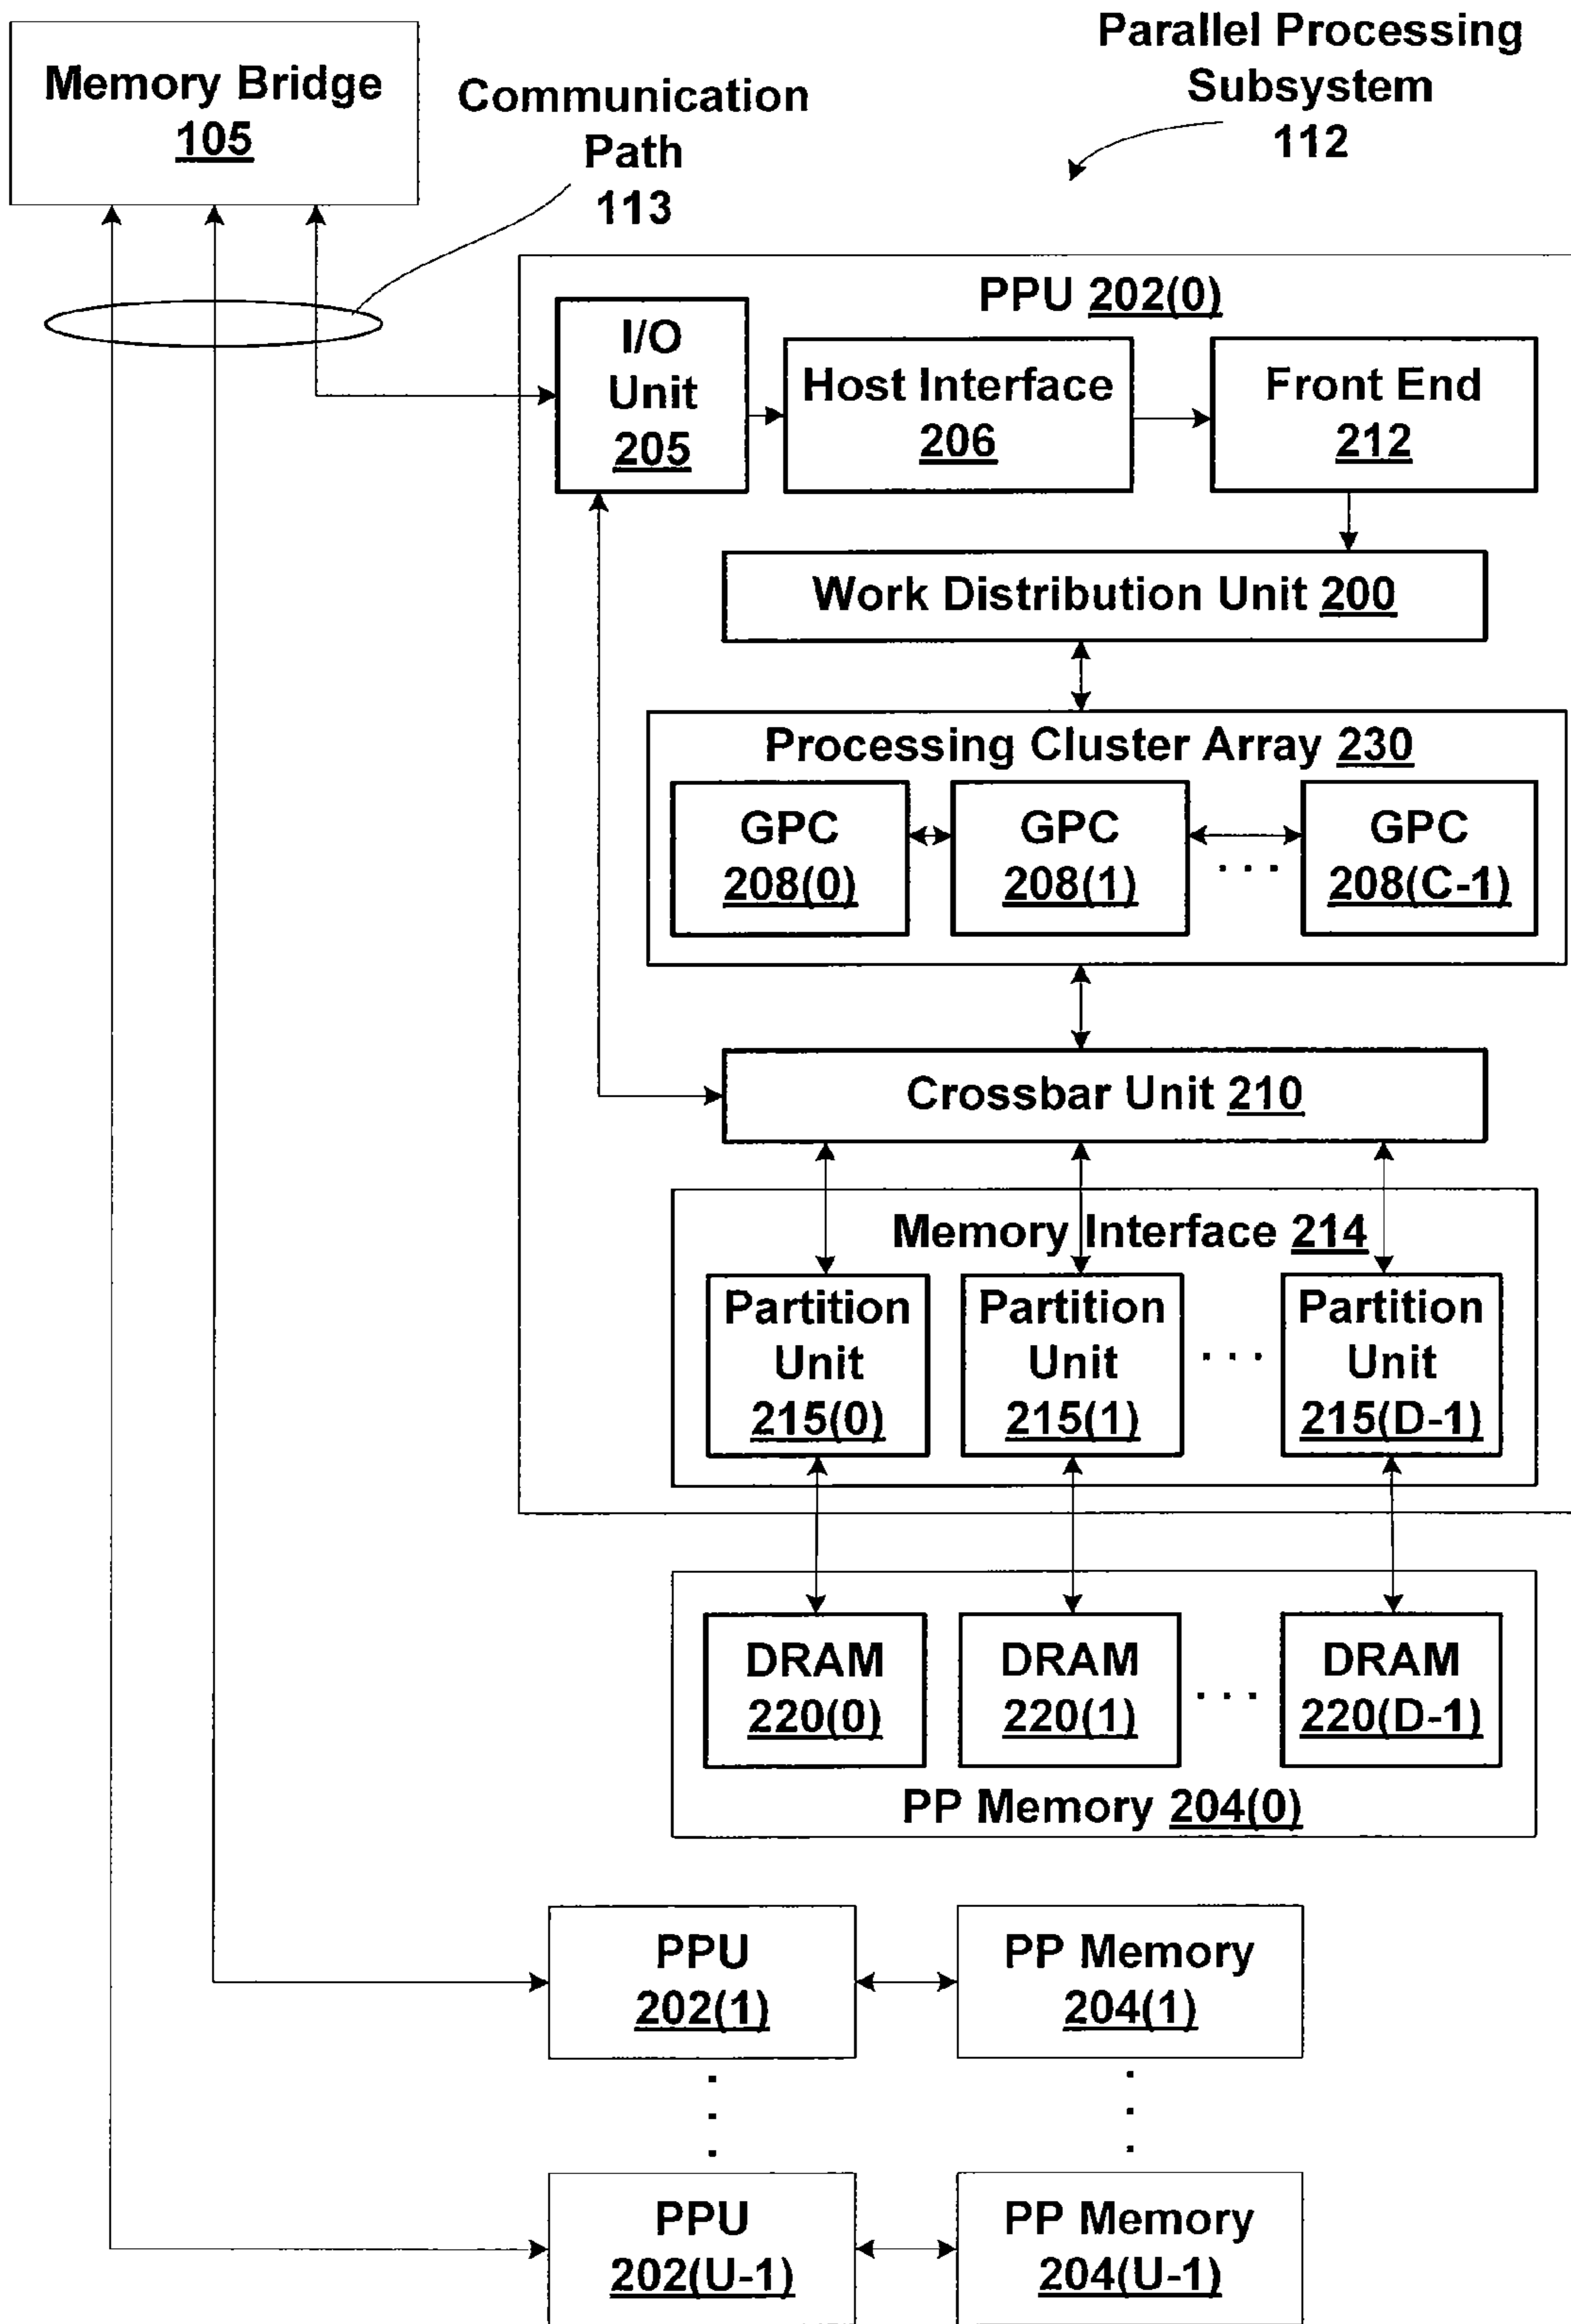 Memory Bridge
105
Communication
Path
113
Parallel Processing
Subsystem
112
PPU 202(0)
I/O
Unit
205
Host Interface
206
Front End
212
Work Distribution Unit 200
Processing Cluster Array 230
GPC
208(0)
GPC
208(1)
. . .
GPC
208(C-1)
Crossbar Unit 210
Memory Interface 214
Partition
Unit
215(0)
Partition
Unit
215(1)
. . .
Partition
Unit
215(D-1)
DRAM
220(0)
DRAM
220(1)
. . .
DRAM
220(D-1)
PP Memory 204(0)
PPU
202(1)
PP Memory
204(1)
PPU
202(U-1)
PP Memory
204(U-1)